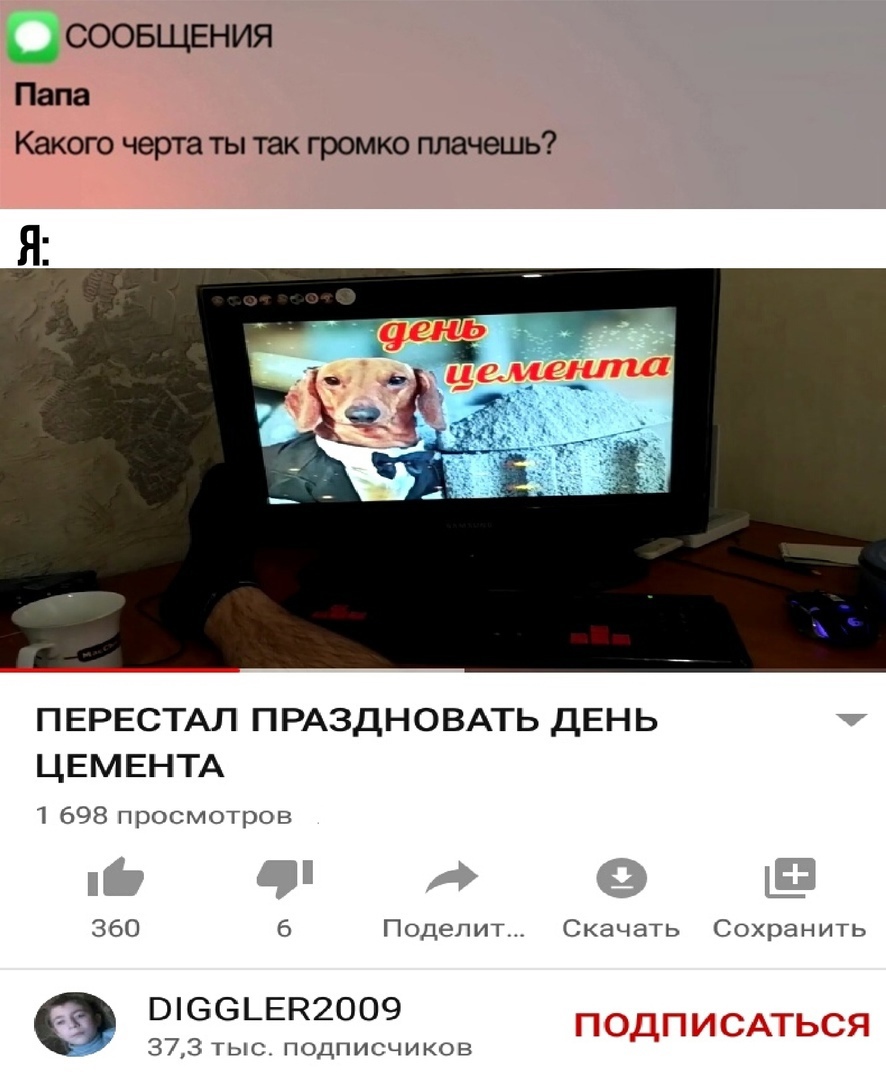 СООБЩЕНИЯ
Папа
Какого черта ты так громко плачешь?
Я:
день
цемента
SAMSUNG
ПЕРЕСТАЛ ПРАЗДНОВАТЬ ДЕНЬ
ЦЕМЕНТА
1 698 просмотров
360
6
Поделит...
Скачать
Сохранить
DIGGLER2009
37,3 тыс. подписчиков
ПОДПИСАТЬСЯ